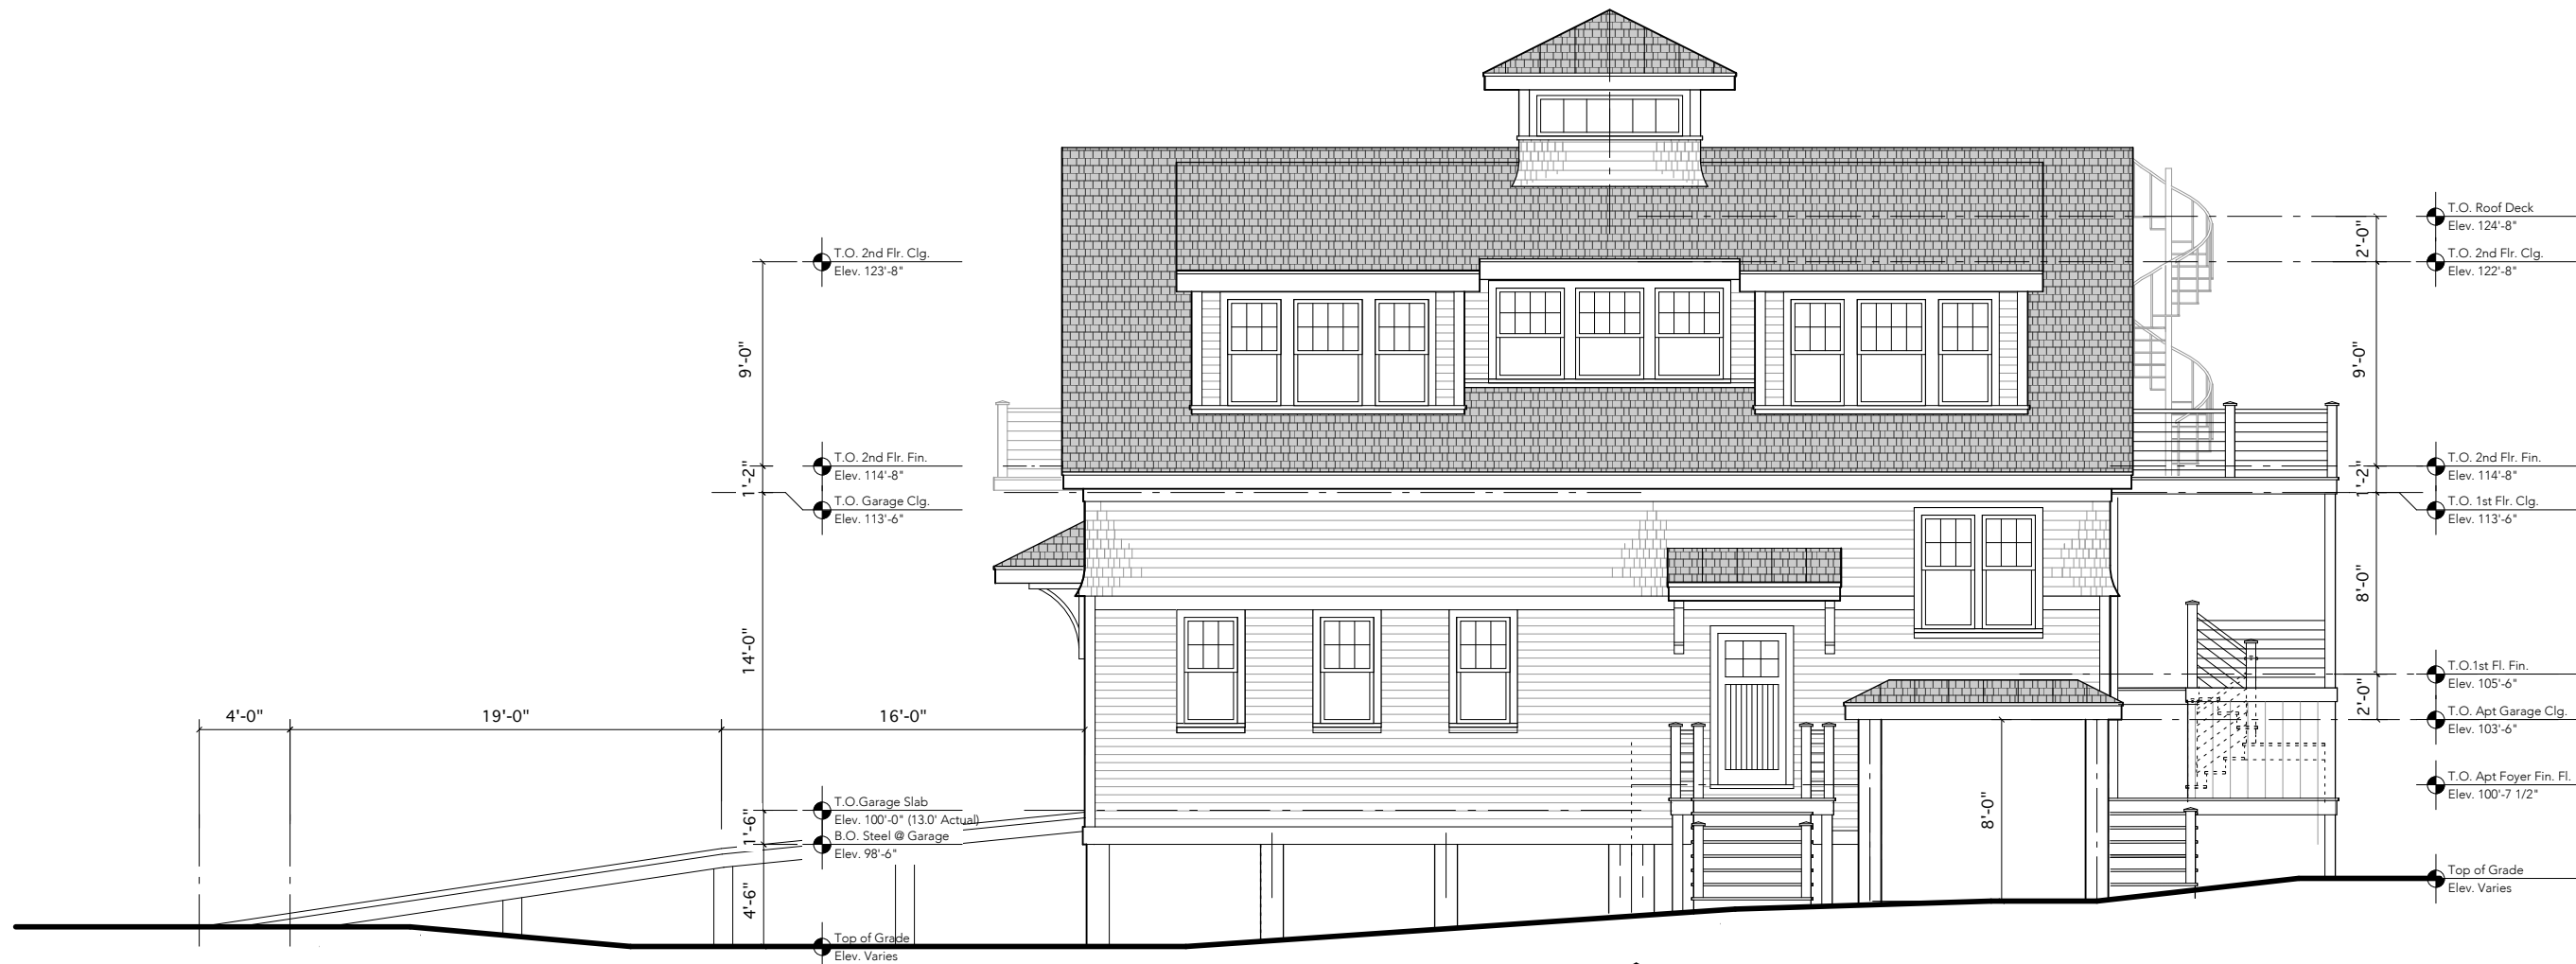 T.O. Roof Deck
Elev. 124'-8"
2'-0"
T.O. 2nd Flr. Clg.
Elev. 123'-8"
T.O. 2nd Flr. Clg.
Elev. 122'-8"
9'-0"
9'-0"
T.O. 2nd Flr. Fin.
Elev. 114'-8"
T.O. 2nd Flr. Fin.
Elev. 114'-8"
1'-2"
1'-2"
T.O. Garage Clg.
Elev. 113'-6"
T.O. 1st Flr. Clg.
Elev. 113'-6"
14'-0"
8'-0"
T.O.1st Fl. Fin.
Elev. 105'-6"
2'-0"
4'-0"
19'-0"
16'-0"
T.O. Apt Garage Clg.
Elev. 103'-6"
T.O. Apt Foyer Fin. Fl.
Elev. 100'-7 1/2"
T.O.Garage Slab
Elev. 100'-0" (13.0' Actual)
1'-6"
8'-0"
B.O. Steel @ Garage
Elev. 98'-6"
4'-6"
Top of Grade
Elev. Varies
Top of Grade
Elev. Varies